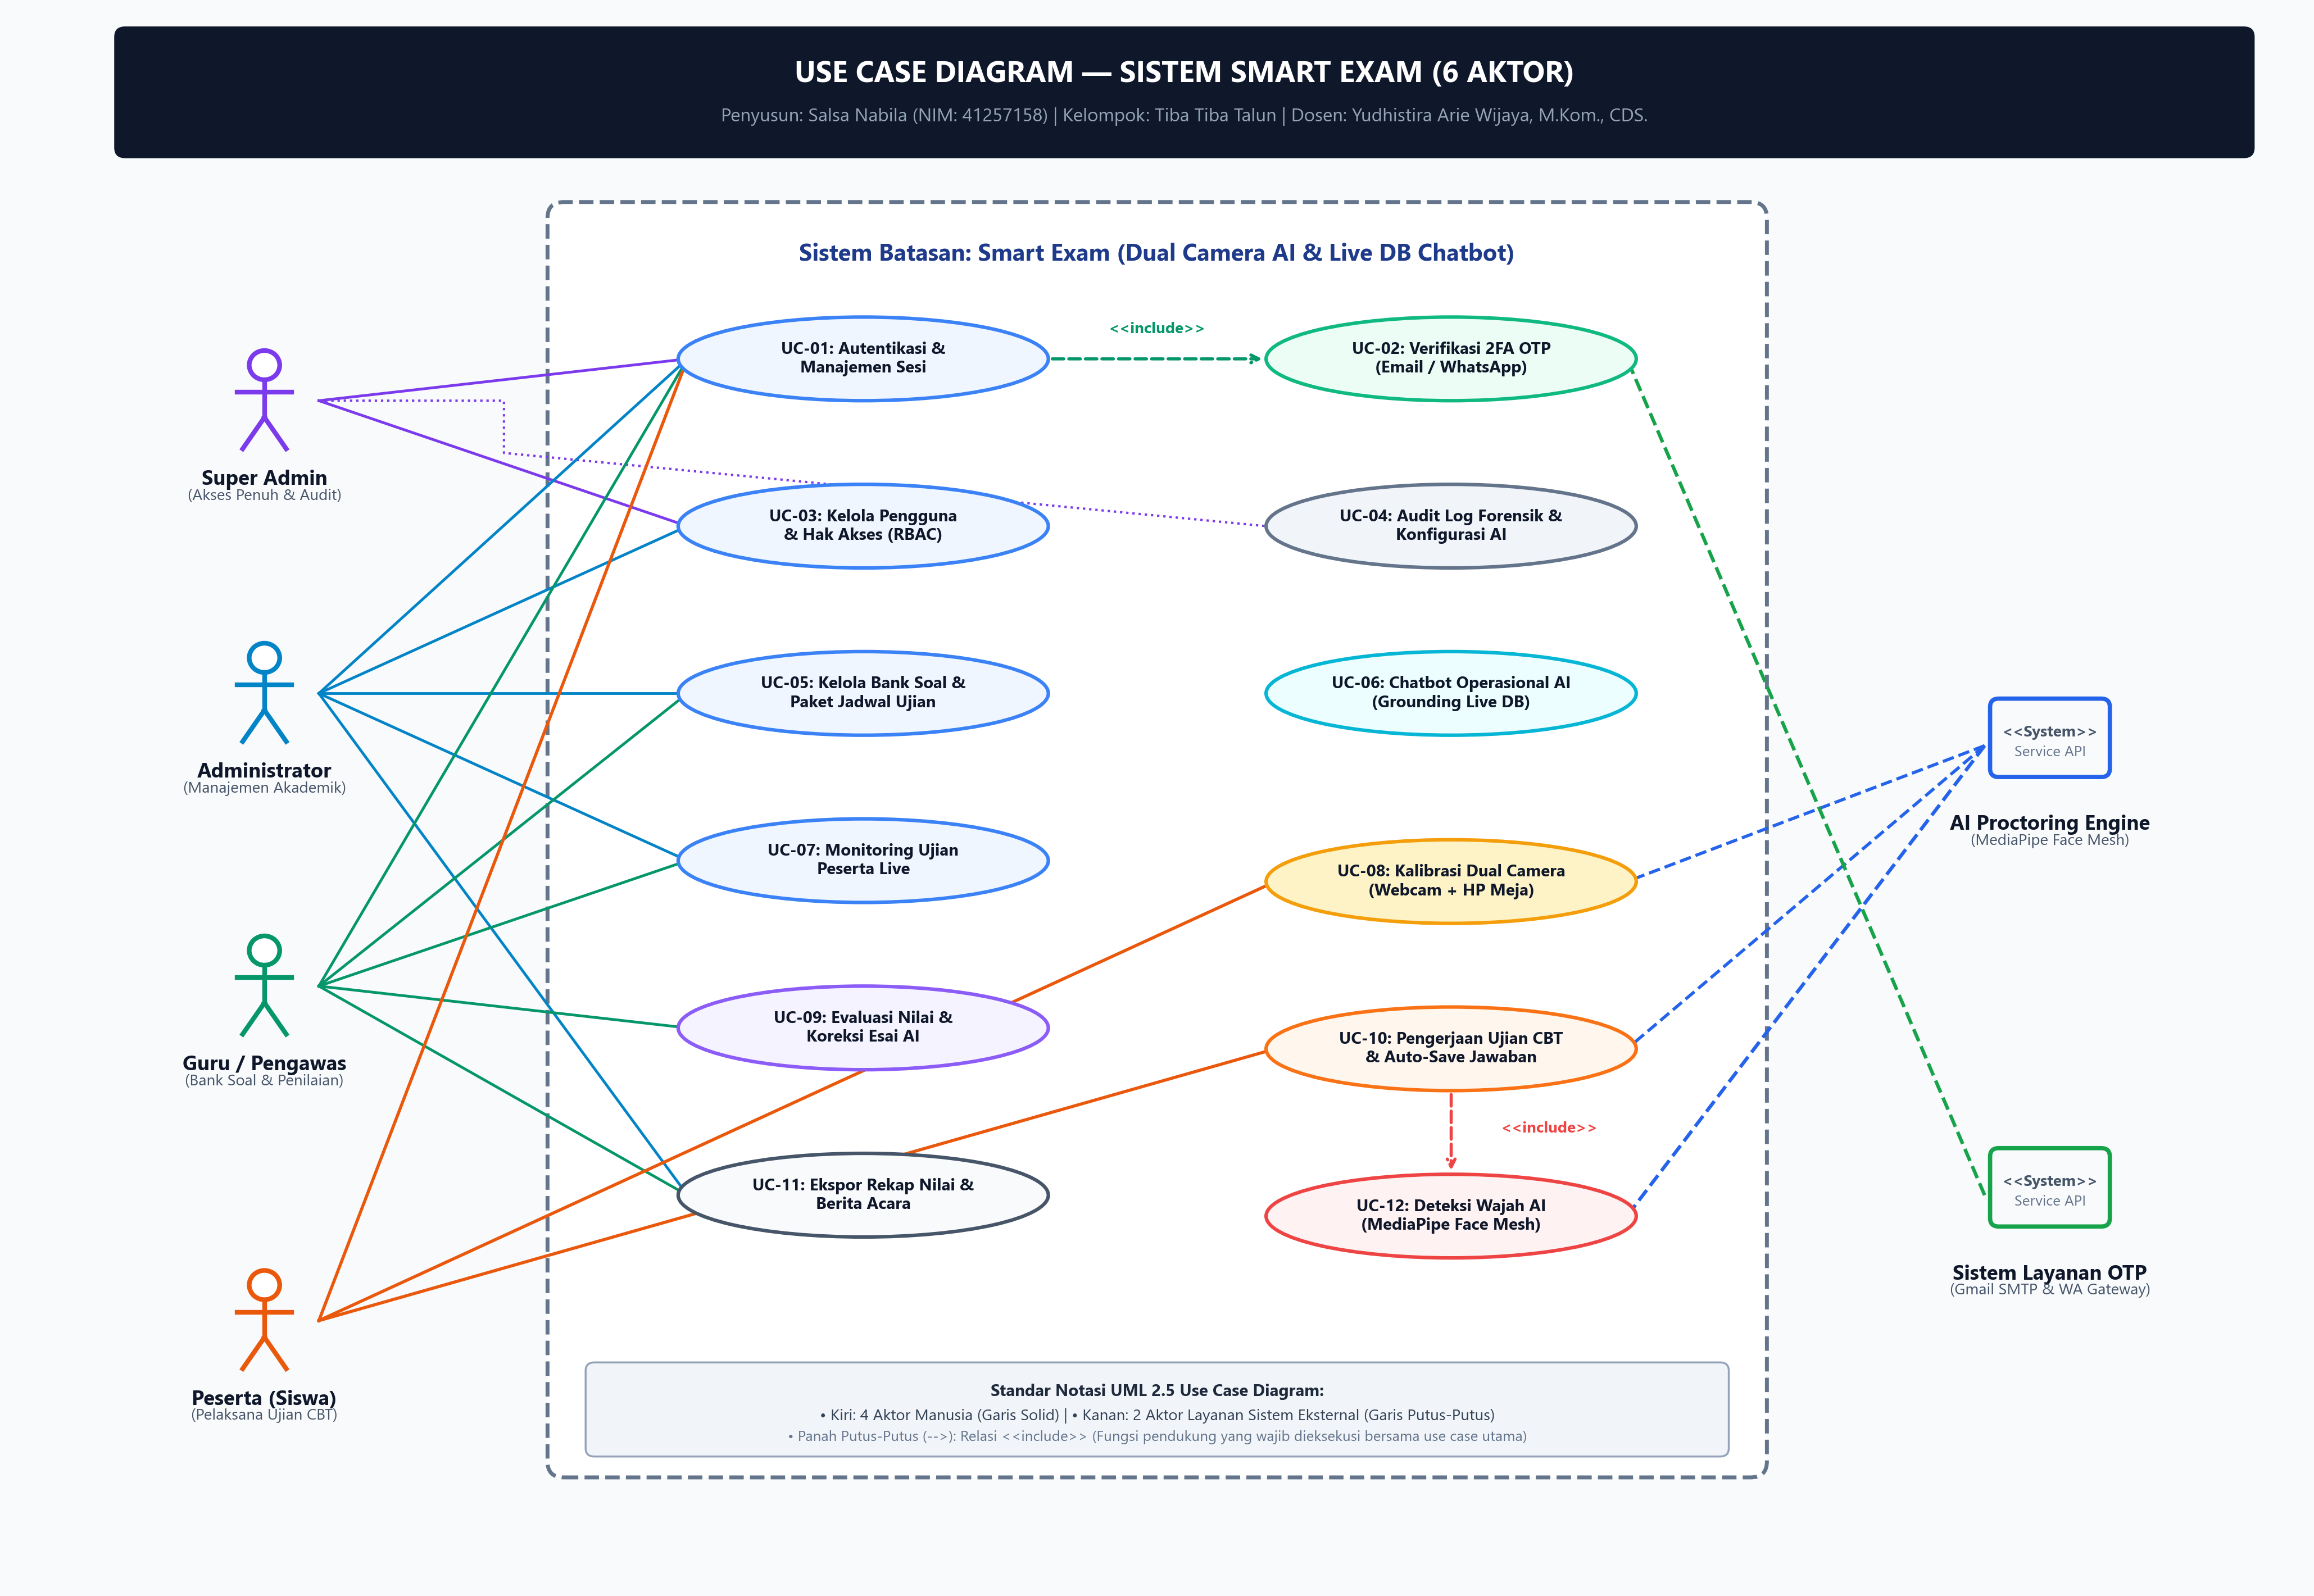 USE CASE DIAGRAM — SISTEM SMART EXAM (6 AKTOR)
Penyusun: Salsa Nabila (NIM: 41257158) | Kelompok: Tiba Tiba Talun | Dosen: Yudhistira Arie Wijaya, M.Kom., CDS.
Sistem Batasan: Smart Exam (Dual Camera AI & Live DB Chatbot)
UC-01: Autentikasi &
Manajemen Sesi
<<include>>
UC-02: Verifikasi 2FA OTP
(Email / WhatsApp)
Super Admin
(Akses Penuh & Audit)
UC-03: Kelola Pengguna
& Hak Akses (RBAC)
UC-04: Audit Log Forensik &
Konfigurasi AI
Administrator
(Manajemen Akademik)
UC-05: Kelola Bank Soal &
Paket Jadwal Ujian
UC-06: Chatbot Operasional AI
(Grounding Live DB)
<<System>>
Service API
AI Proctoring Engine
(MediaPipe Face Mesh)
UC-07: Monitoring Ujian
Peserta Live
UC-08: Kalibrasi Dual Camera
(Webcam + HP Meja)
Guru / Pengawas
(Bank Soal & Penilaian)
UC-09: Evaluasi Nilai &
Koreksi Esai AI
UC-10: Pengerjaan Ujian CBT
& Auto-Save Jawaban
<<include>>
UC-11: Ekspor Rekap Nilai &
Berita Acara
UC-12: Deteksi Wajah AI
(MediaPipe Face Mesh)
<<System>>
Service API
Sistem Layanan OTP
(Gmail SMTP & WA Gateway)
Peserta (Siswa)
(Pelaksana Ujian CBT)
Standar Notasi UML 2.5 Use Case Diagram:
• Kiri: 4 Aktor Manusia (Garis Solid) | • Kanan: 2 Aktor Layanan Sistem Eksternal (Garis Putus-Putus)
• Panah Putus-Putus (-->): Relasi <<include>> (Fungsi pendukung yang wajib dieksekusi bersama use case utama)